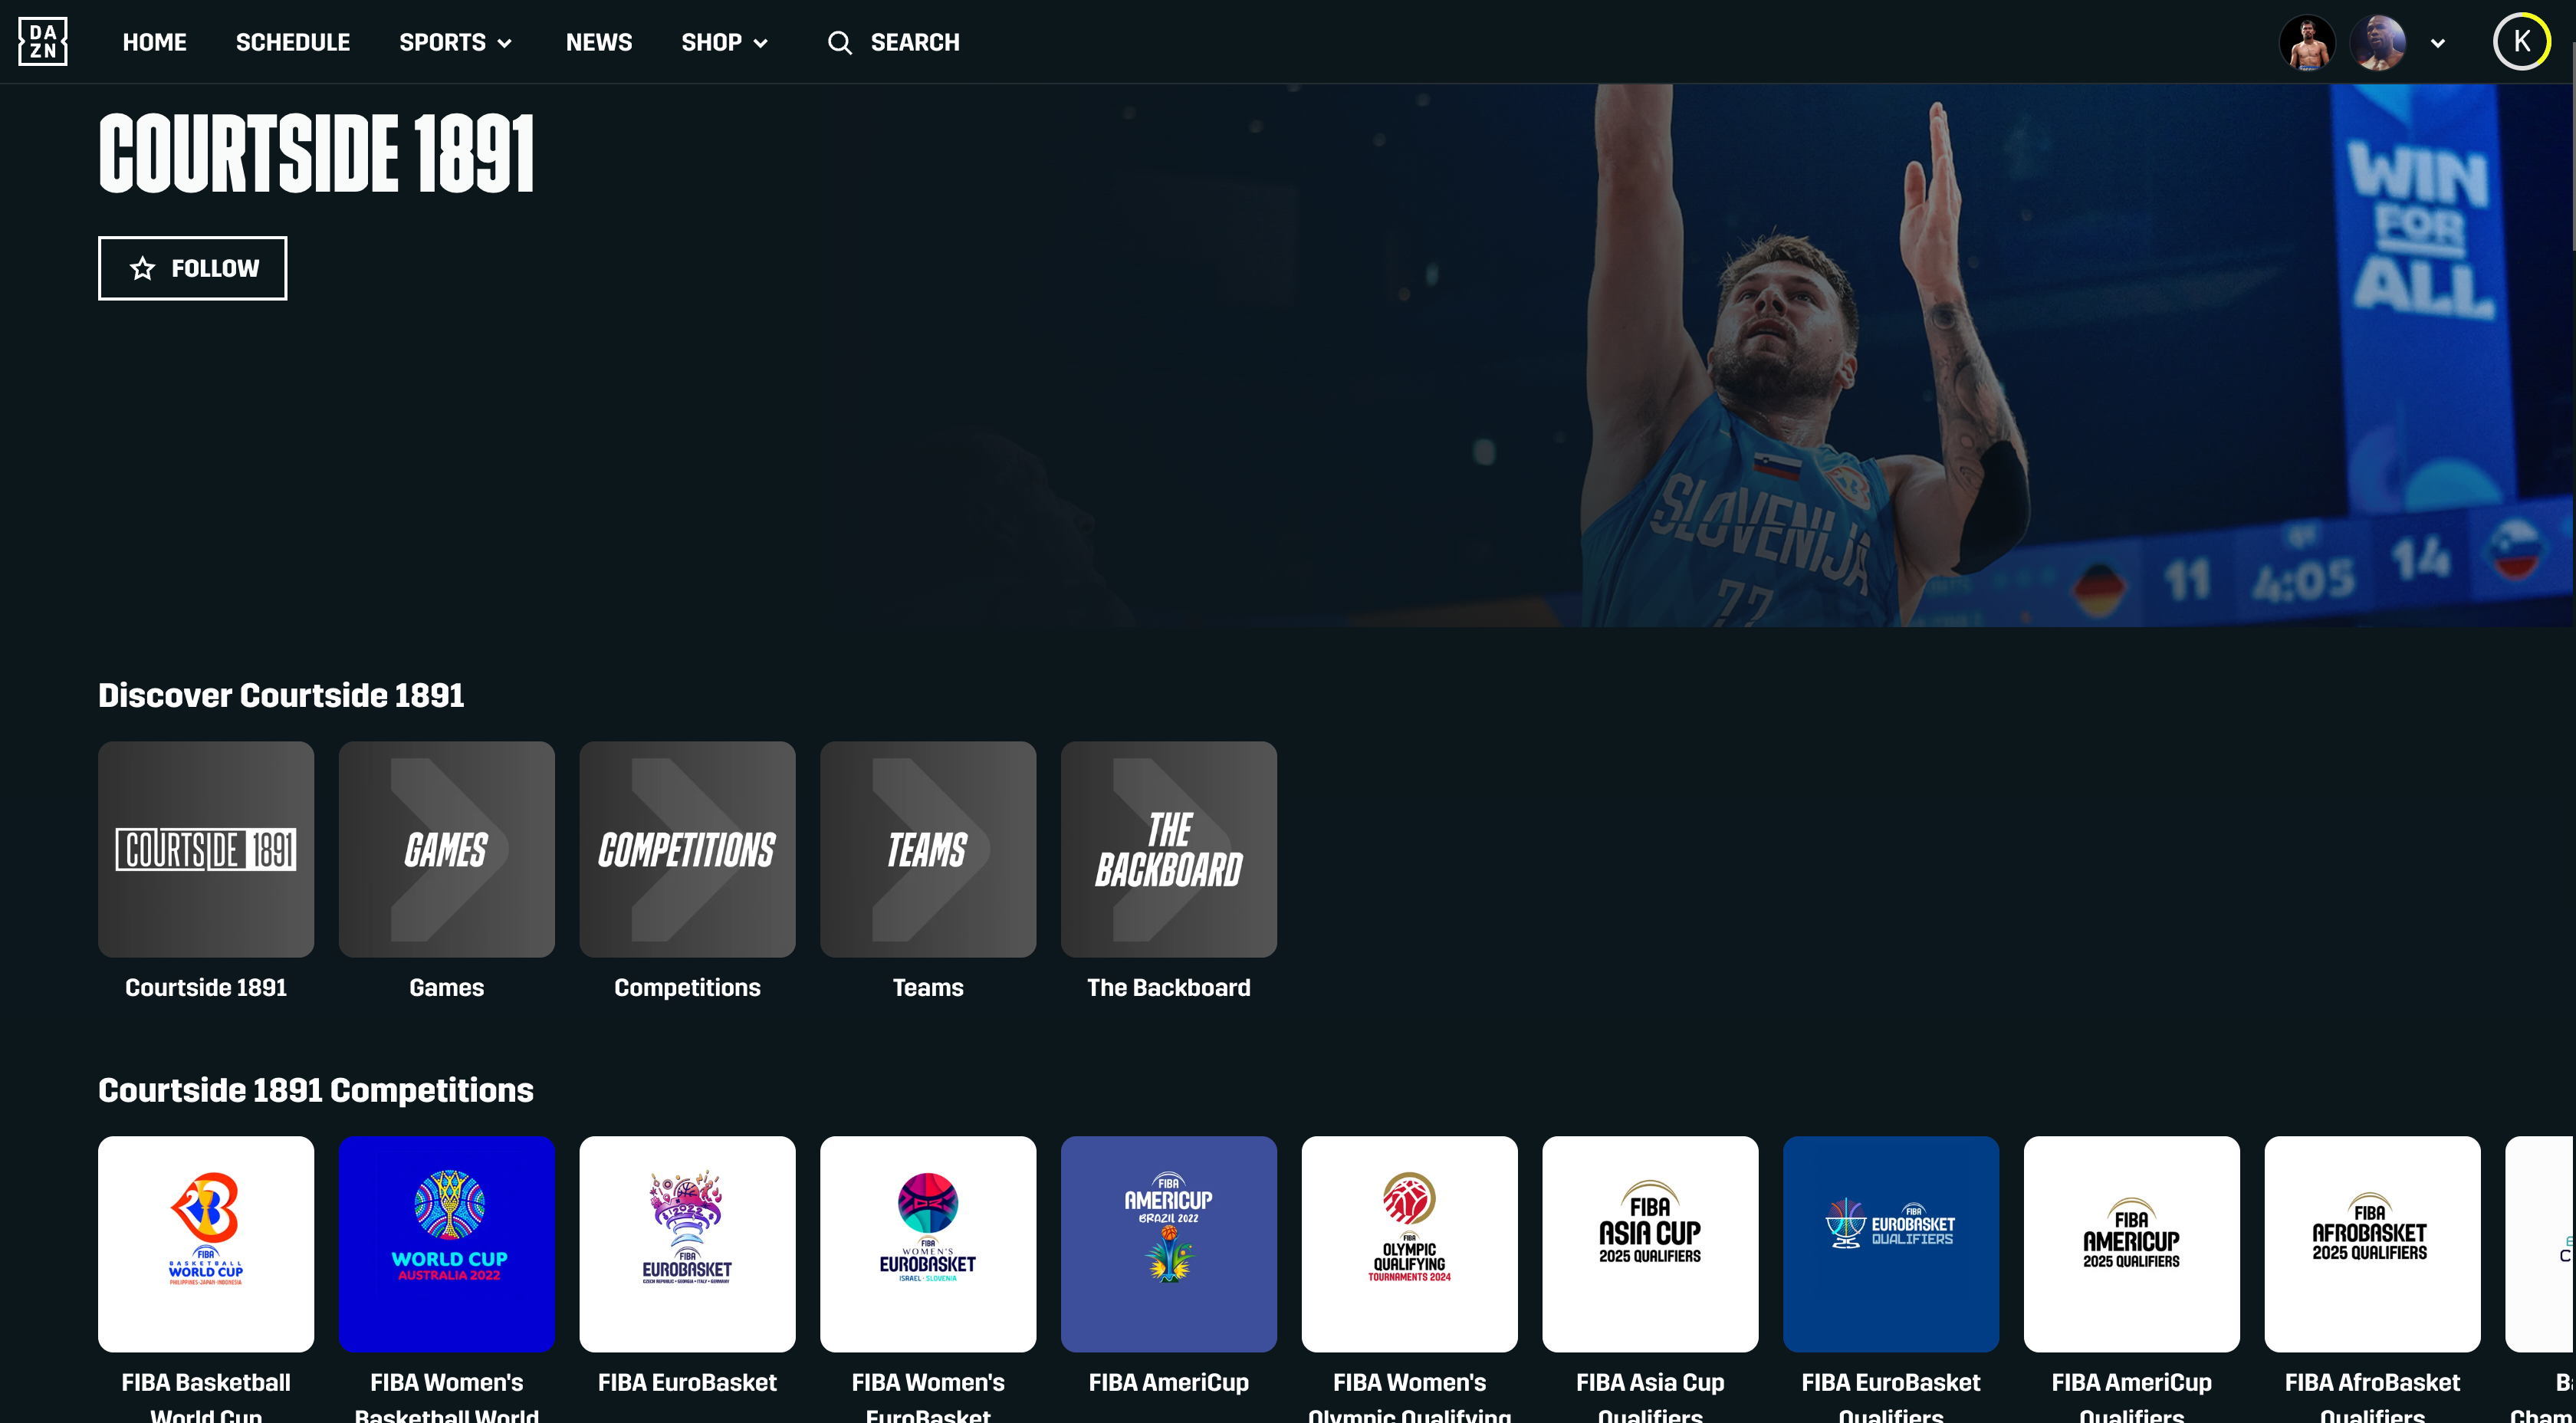 DA
ZN
HOME
SCHEDULE
SPORTS
NEWS
SHOP
SEARCH
K
COURTSIDE 1891
FOLLOW
WIN
FOR
ALL
SLOVENIJA
77
11
4:05
14
Discover Courtside 1891
COURTSIDE 1891
GAMES
COMPETITIONS
TEAMS
THE
BACKBOARD
Courtside 1891
Games
Competitions
Teams
The Backboard
Courtside 1891 Competitions
FIBA
BASKETBALL
WORLD CUP
PHILIPPINES·JAPAN·INDONESIA
WORLD CUP
AUSTRALIA 2022
2022
FIBA
EUROBASKET
CZECH REPUBLIC · GEORGIA · ITALY · GERMANY
FIBA
WOMEN'S
EUROBASKET
ISRAEL · SLOVENIA
FIBA
AMERICUP
BRAZIL 2022
FIBA
OLYMPIC
QUALIFYING
TOURNAMENTS 2024
FIBA
ASIA CUP
2025 QUALIFIERS
FIBA
EUROBASKET
QUALIFIERS
FIBA
AMERICUP
2025 QUALIFIERS
FIBA
AFROBASKET
2025 QUALIFIERS
FIBA Basketball
World Cup
FIBA Women's
Basketball World
FIBA EuroBasket
FIBA Women's
EuroBasket
FIBA AmeriCup
FIBA Women's
Olympic Qualifying
FIBA Asia Cup
Qualifiers
FIBA EuroBasket
Qualifiers
FIBA AmeriCup
Qualifiers
FIBA AfroBasket
Qualifiers